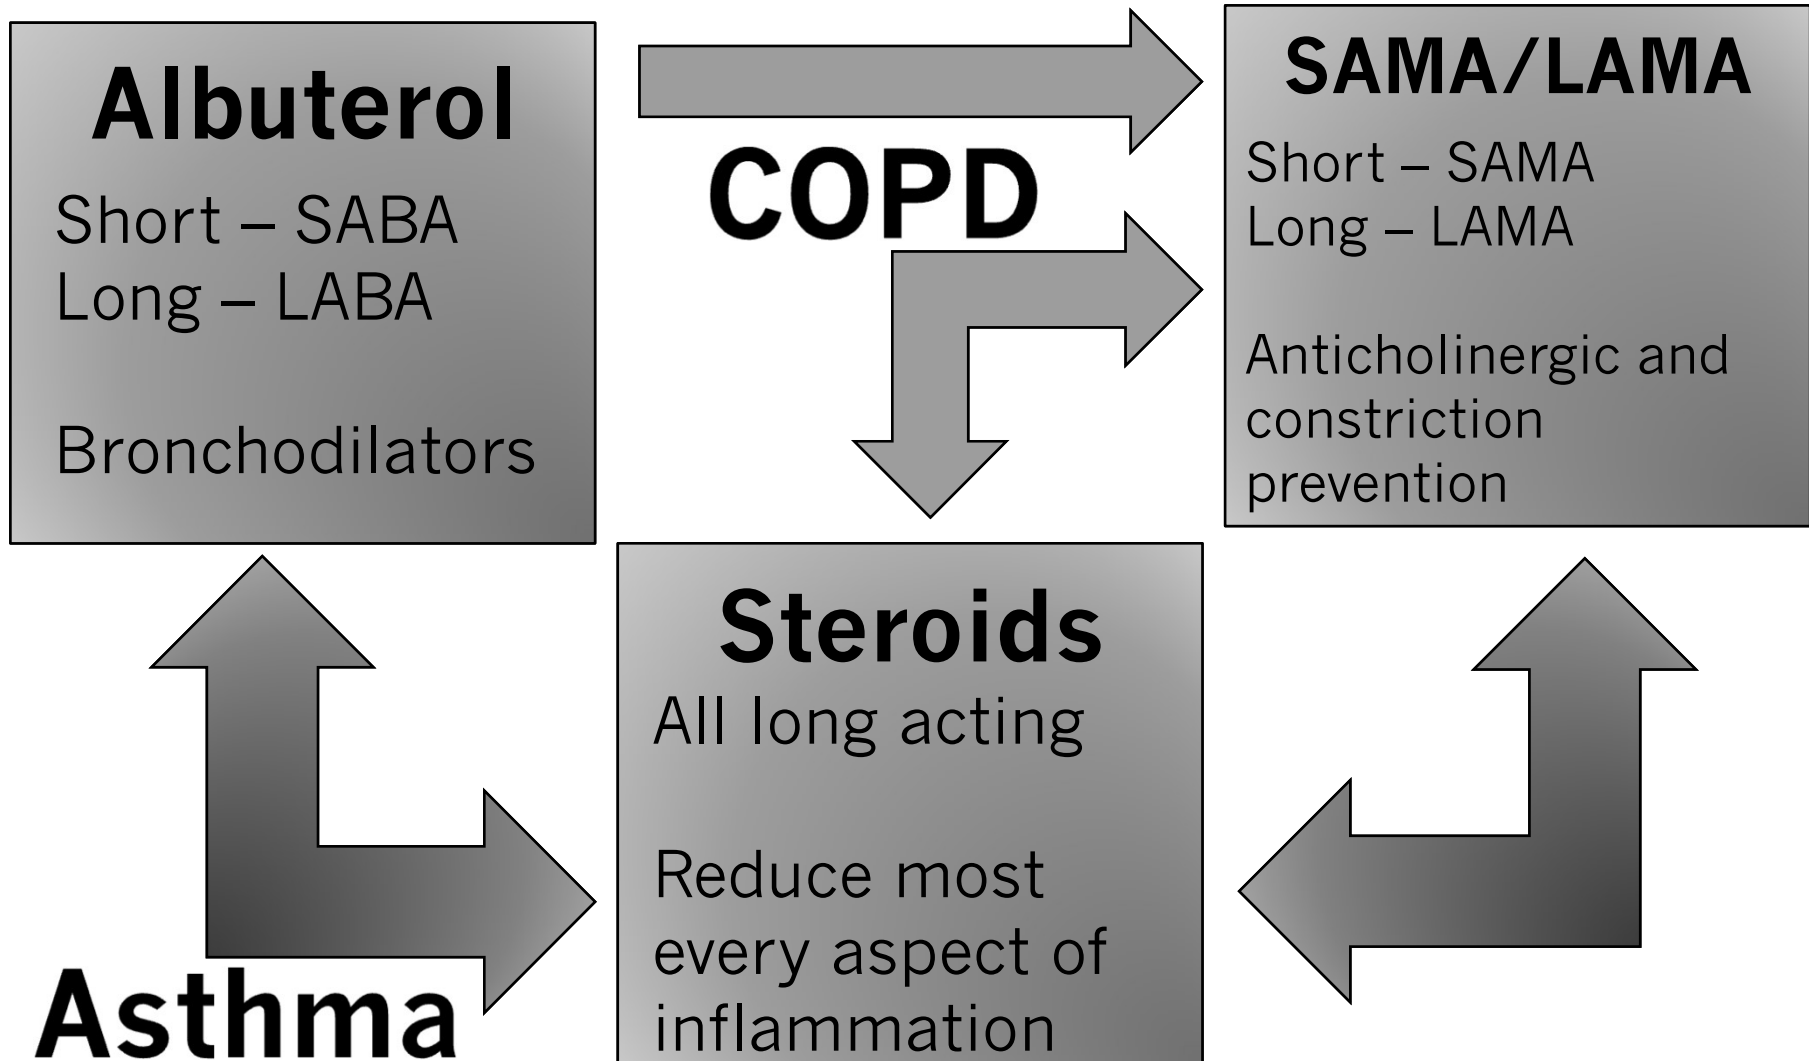 Albuterol
Short – SABA
Long – LABA
Bronchodilators
COPD
SAMA/LAMA
Short – SAMA
Long – LAMA
Anticholinergic and
constriction
prevention
Steroids
All long acting
Reduce most
every aspect of
inflammation
Asthma